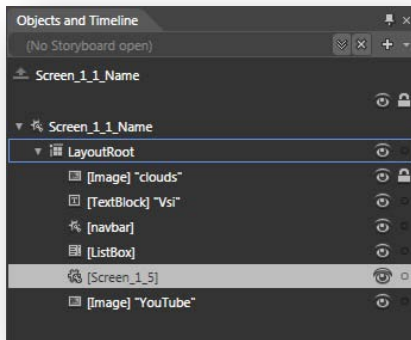 Objects and Timeline
(No Storyboard open)
Screen_1_1_Name
Screen_1_1_Name
LayoutRoot
[Image] "clouds"
[TextBlock] "Vsi"
[navbar]
[ListBox]
[Screen_1_5]
[Image] "YouTube"